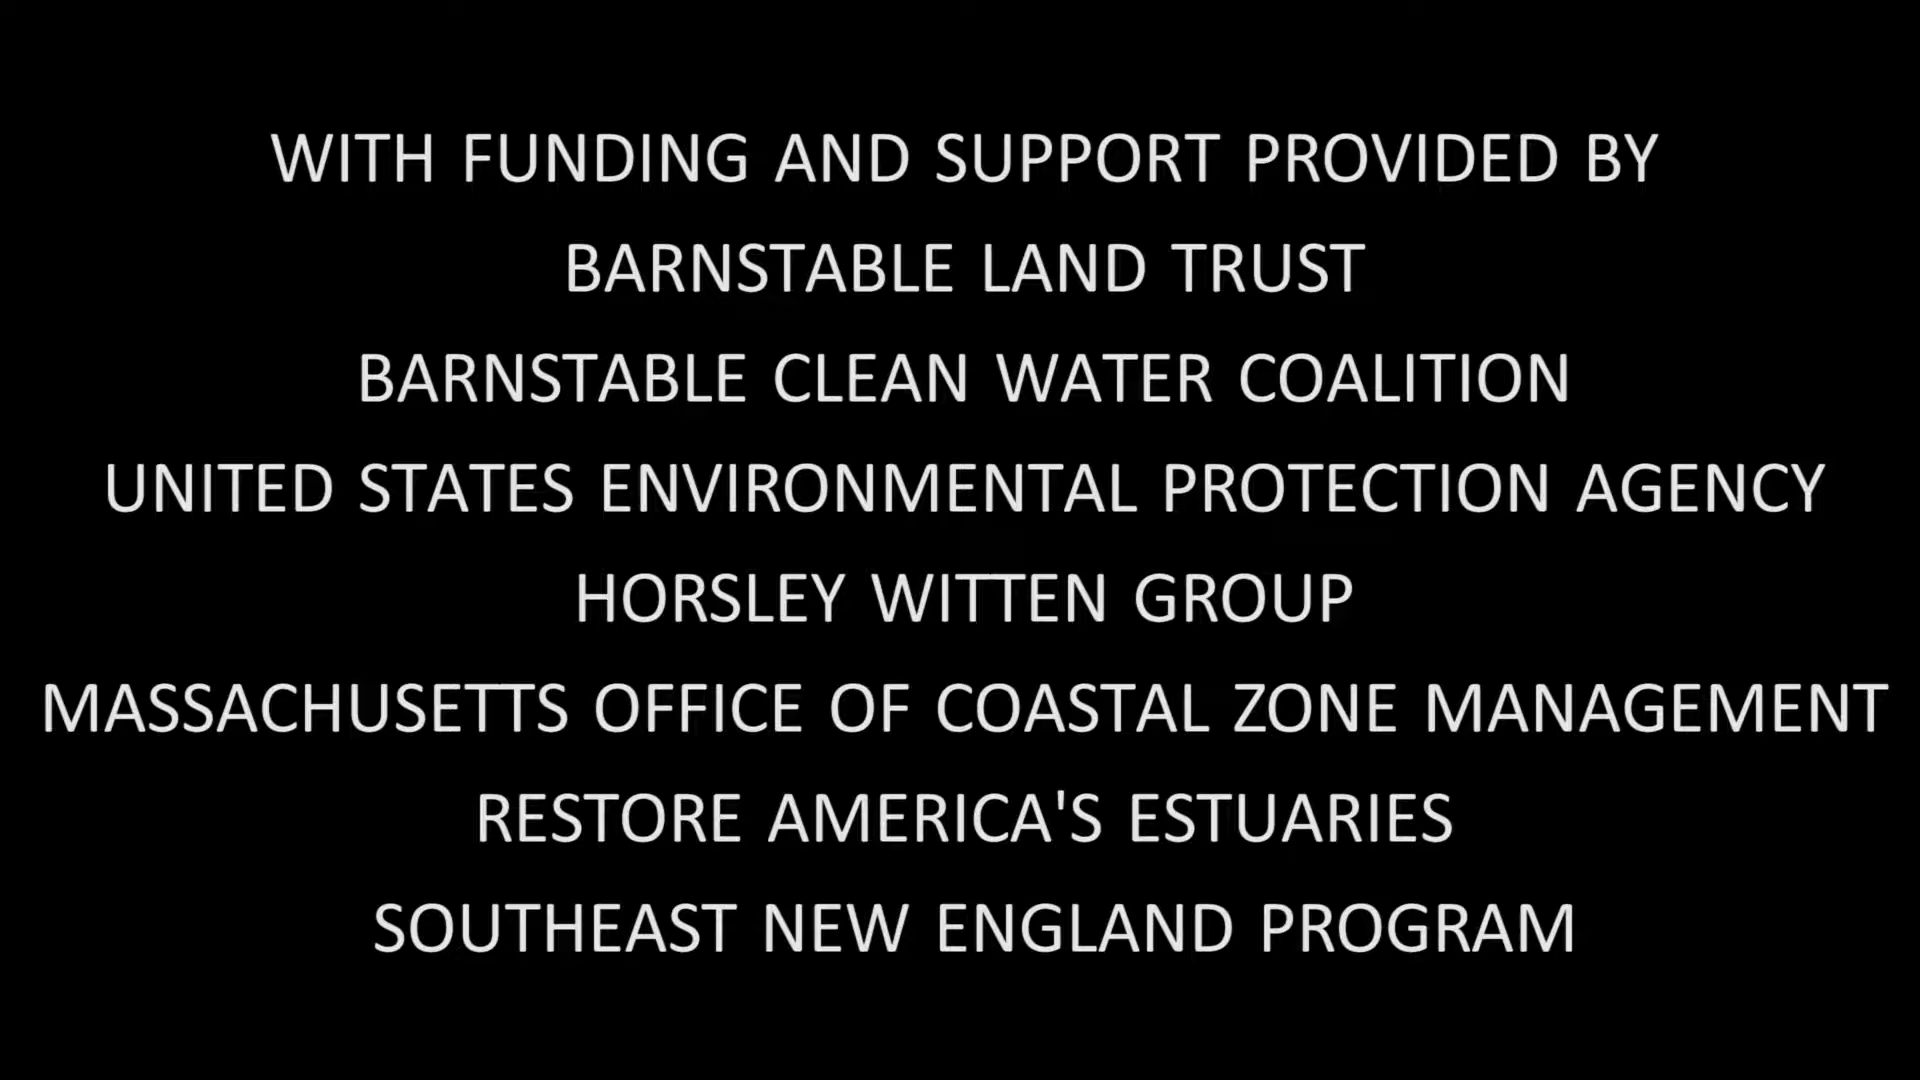 WITH FUNDING AND SUPPORT PROVIDED BY
BARNSTABLE LAND TRUST
BARNSTABLE CLEAN WATER COALITION
UNITED STATES ENVIRONMENTAL PROTECTION AGENCY
HORSLEY WITTEN GROUP
MASSACHUSETTS OFFICE OF COASTAL ZONE MANAGEMENT
RESTORE AMERICA'S ESTUARIES
SOUTHEAST NEW ENGLAND PROGRAM